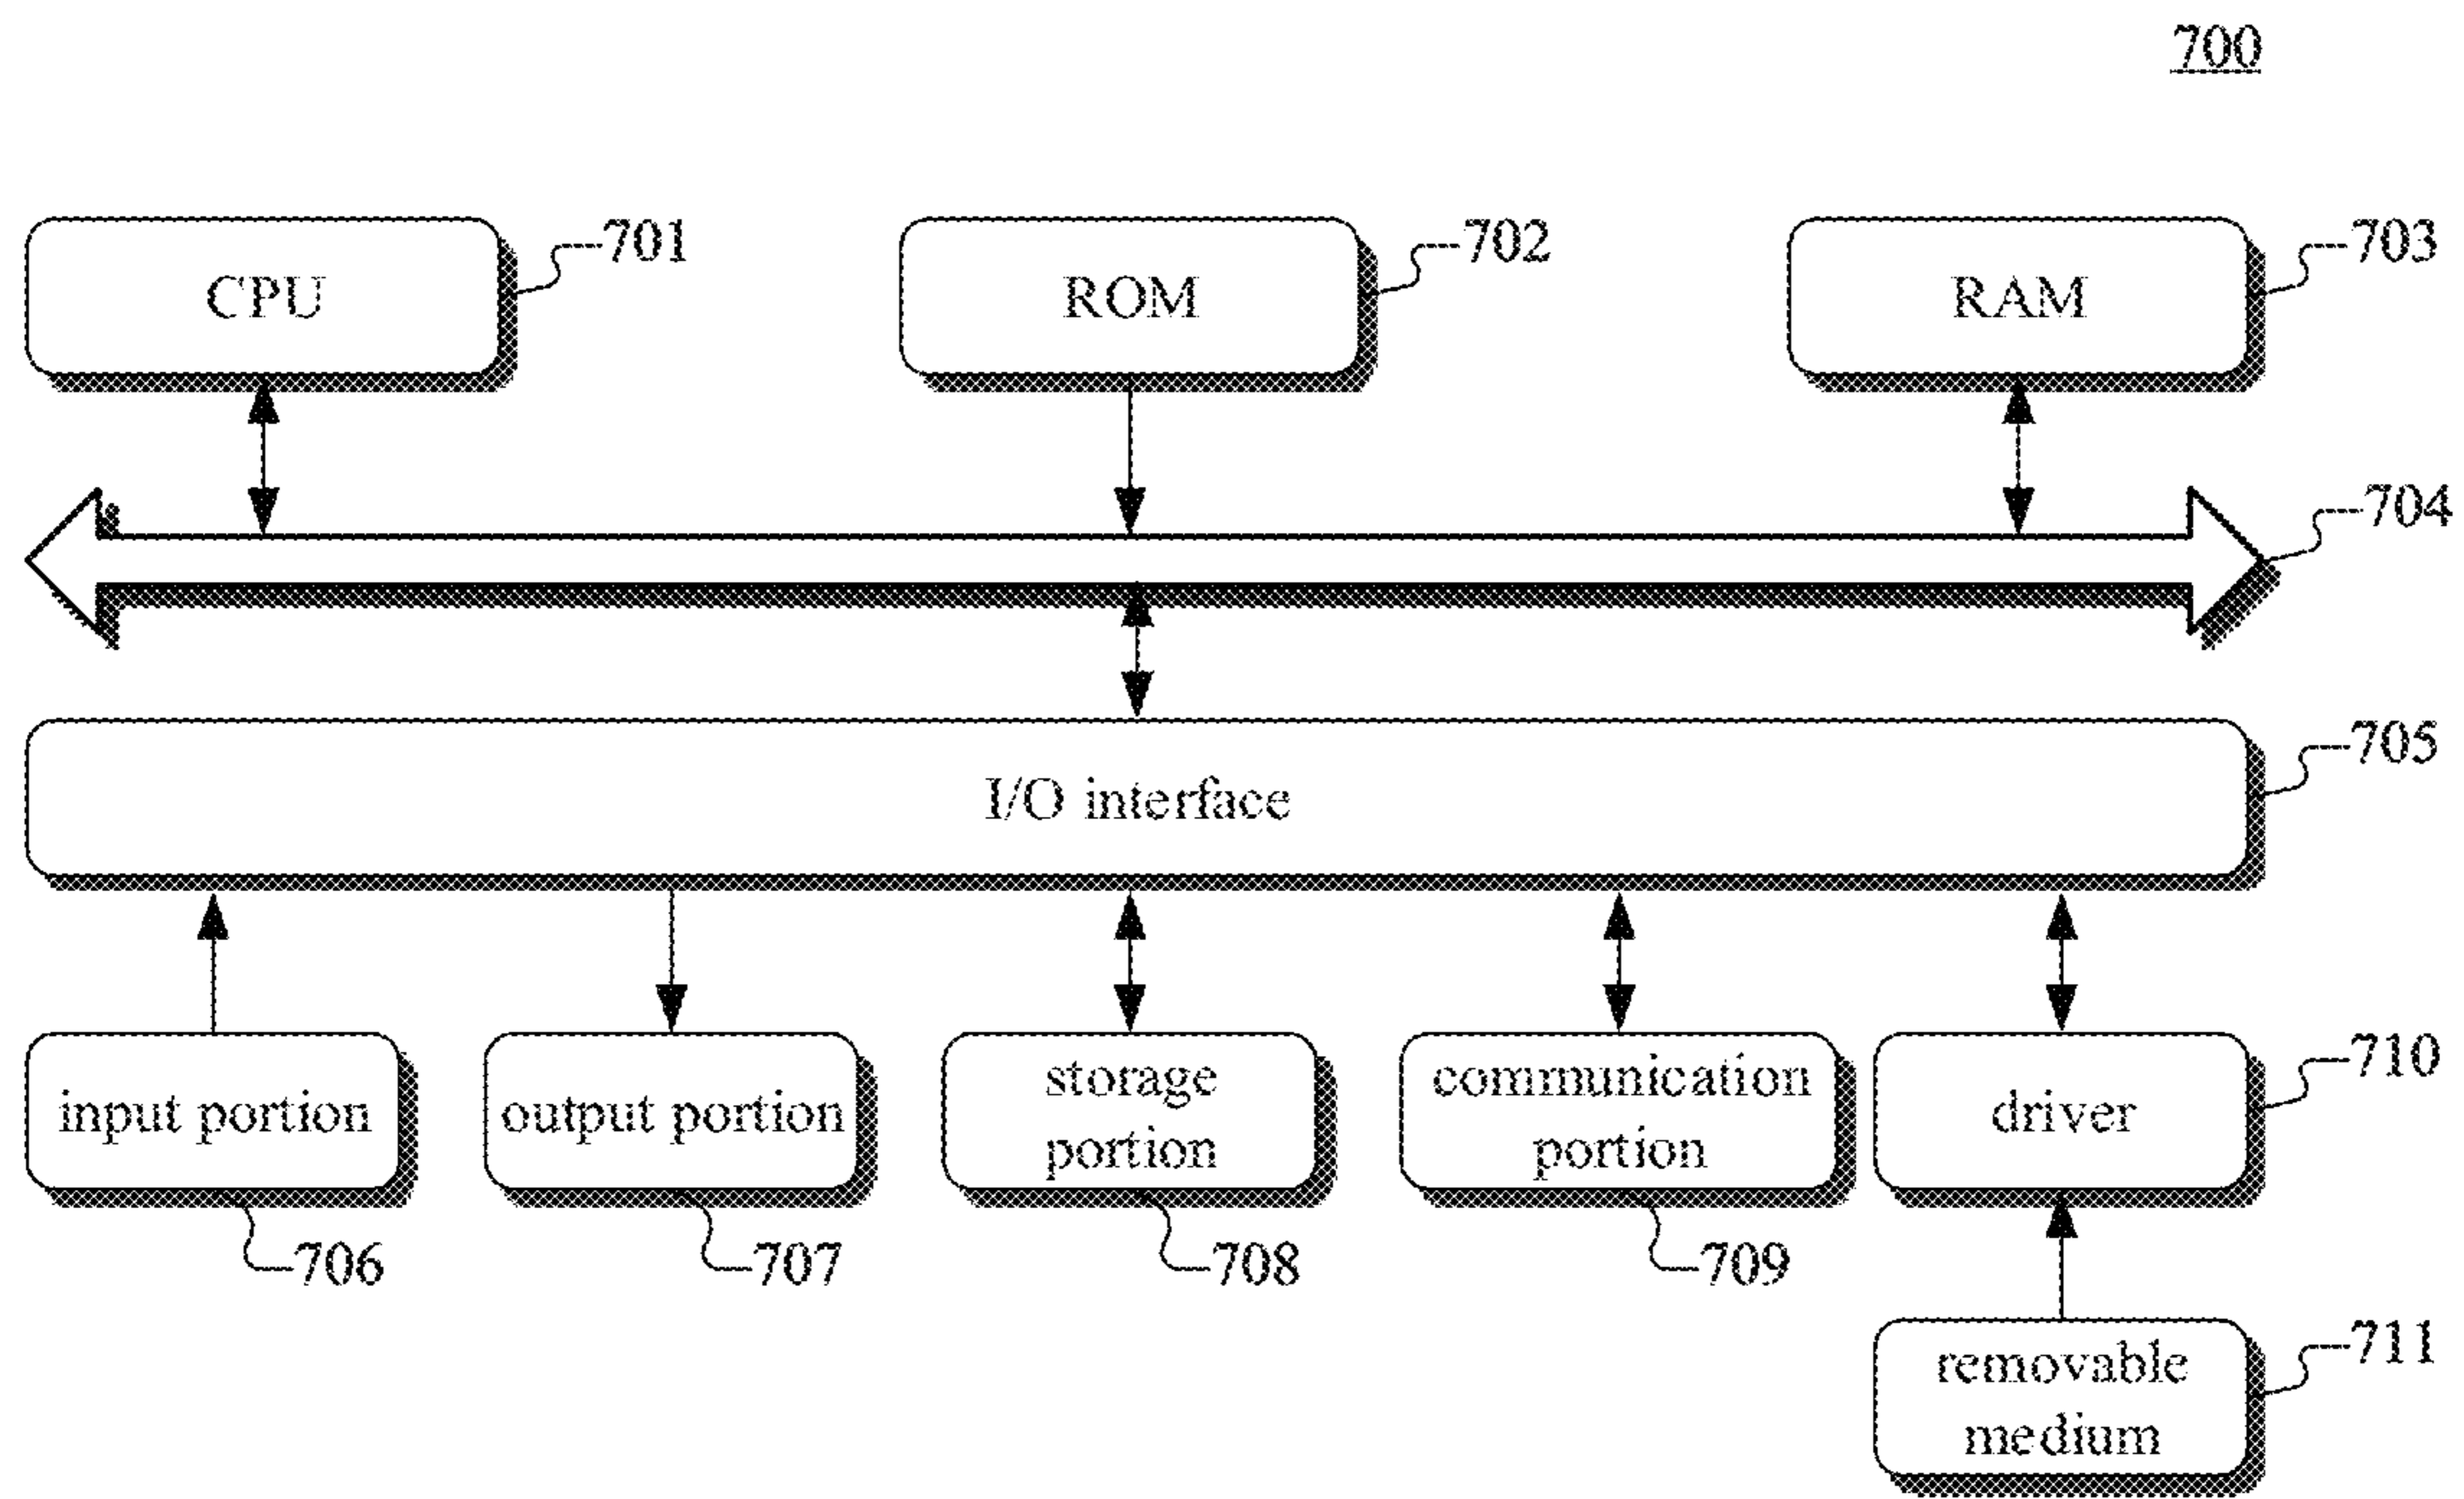 700
CPU
701
ROM
702
RAM
703
704
I/O interface
705
input portion
output portion
storage
portion
communication
portion
driver
710
706
707
708
709
removable
medium
711